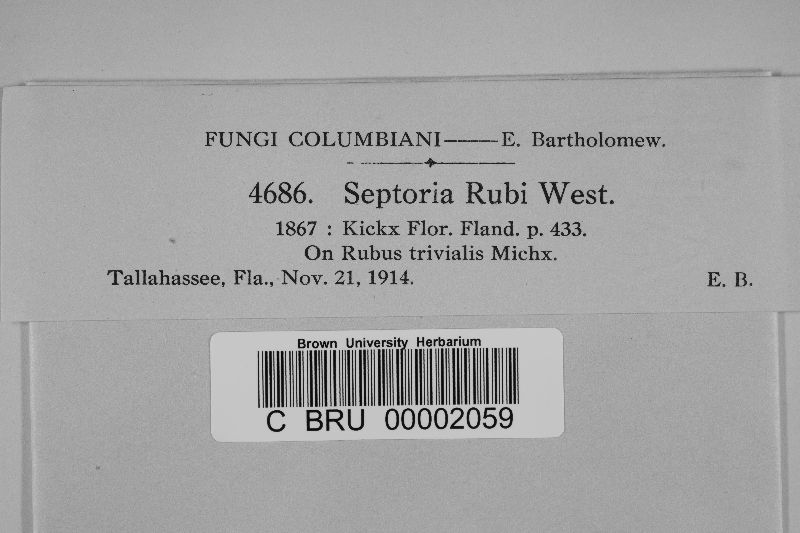 FUNGI COLUMBIANI——E. Bartholomew.
4686. Septoria Rubi West.
1867 : Kickx Flor. Fland. p. 433.
On Rubus trivialis Michx.
Tallahassee, Fla., Nov. 21, 1914. E. B.
Brown University Herbarium
C BRU 00002059